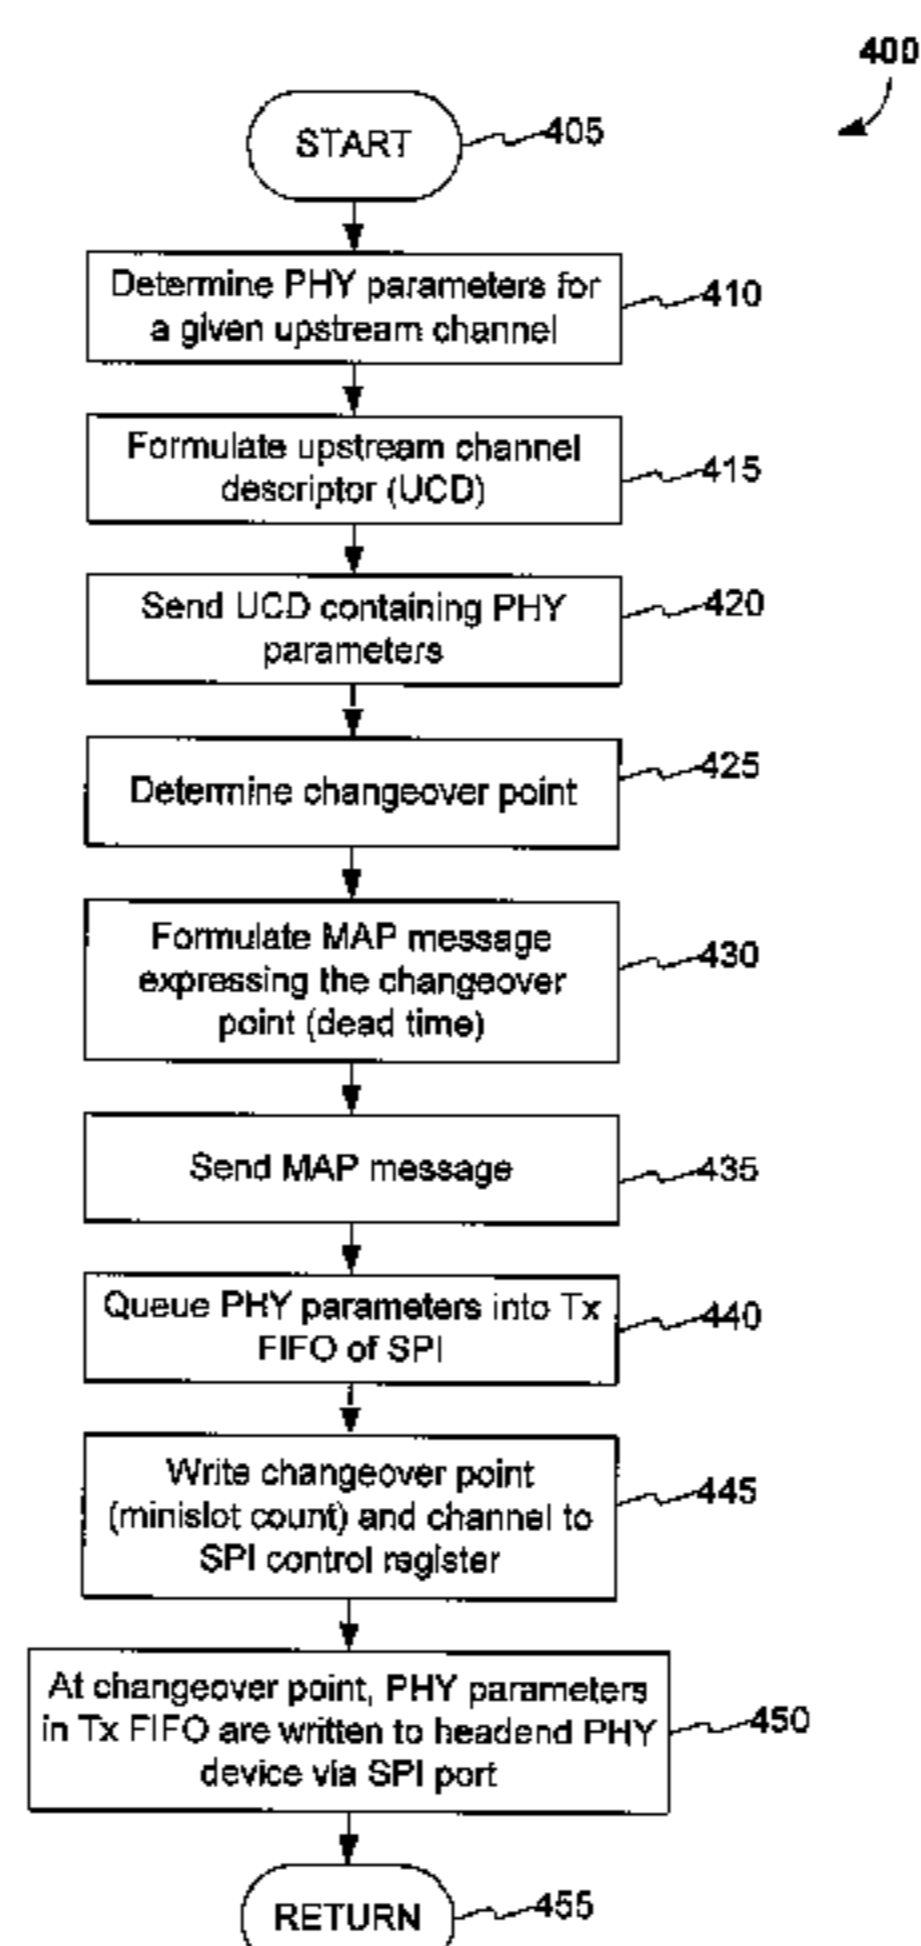 400
START
405
Determine PHY parameters for
a given upstream channel
410
Formulate upstream channel
descriptor (UCD)
415
Send UCD containing PHY
parameters
420
Determine changeover point
425
Formulate MAP message
expressing the changeover
point (dead time)
430
Send MAP message
435
Queue PHY parameters into Tx
FIFO of SPI
440
Write changeover point
(minislot count) and channel to
SPI control register
445
At changeover point, PHY parameters
in Tx FIFO are written to headend PHY
device via SPI port
450
RETURN
455